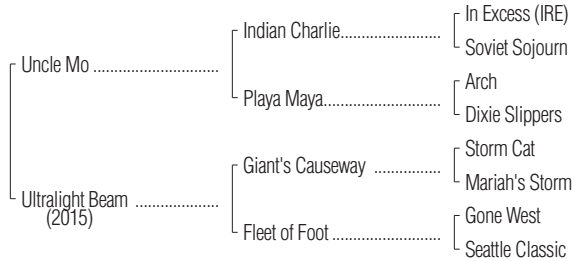 In Excess (IRE)
Indian Charlie....................
Soviet Sojourn
Uncle Mo .........................
Arch
Playa Maya.......................
Dixie Slippers
Storm Cat
Giant's Causeway .............
Mariah's Storm
Ultralight Beam .................
(2015)
Gone West
Fleet of Foot ......................
Seattle Classic